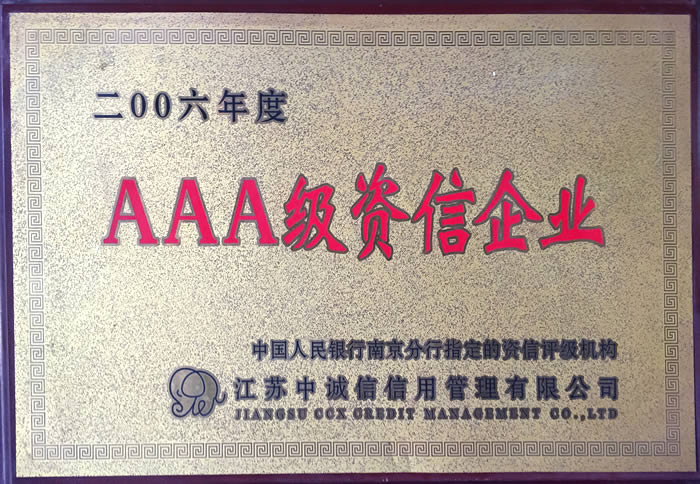 二00六年度
AAA级资信企业
中国人民银行南京分行指定的资信评级机构
江苏中诚信信用管理有限公司
JIANGSU CCX CREDIT MANAGEMENT CO.,LTD